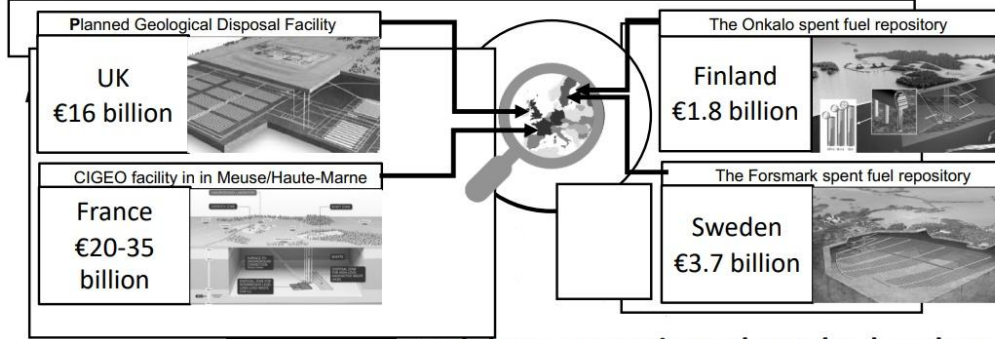 Planned Geological Disposal Facility
UK
€16 billion
CIGEO facility in in Meuse/Haute-Marne
France
€20-35
billion
The Onkalo spent fuel repository
Finland
€1.8 billion
The Forsmark spent fuel repository
Sweden
€3.7 billion